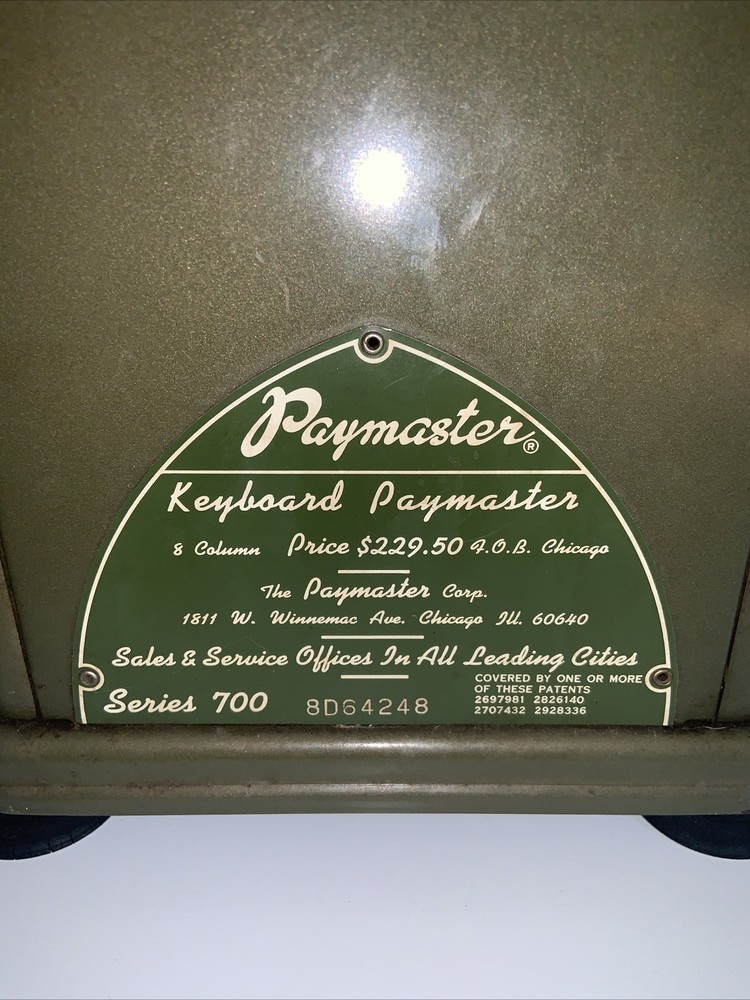 Paymaster®
Keyboard Paymaster
8 Column Price $229.50 F.O.B. Chicago
The Paymaster Corp.
1811 W. Winnemac Ave. Chicago Ill. 60640
Sales & Service Offices In All Leading Cities
Series 700 8D64248
COVERED BY ONE OR MORE
OF THESE PATENTS
2697981 2826140
2707432 2928336